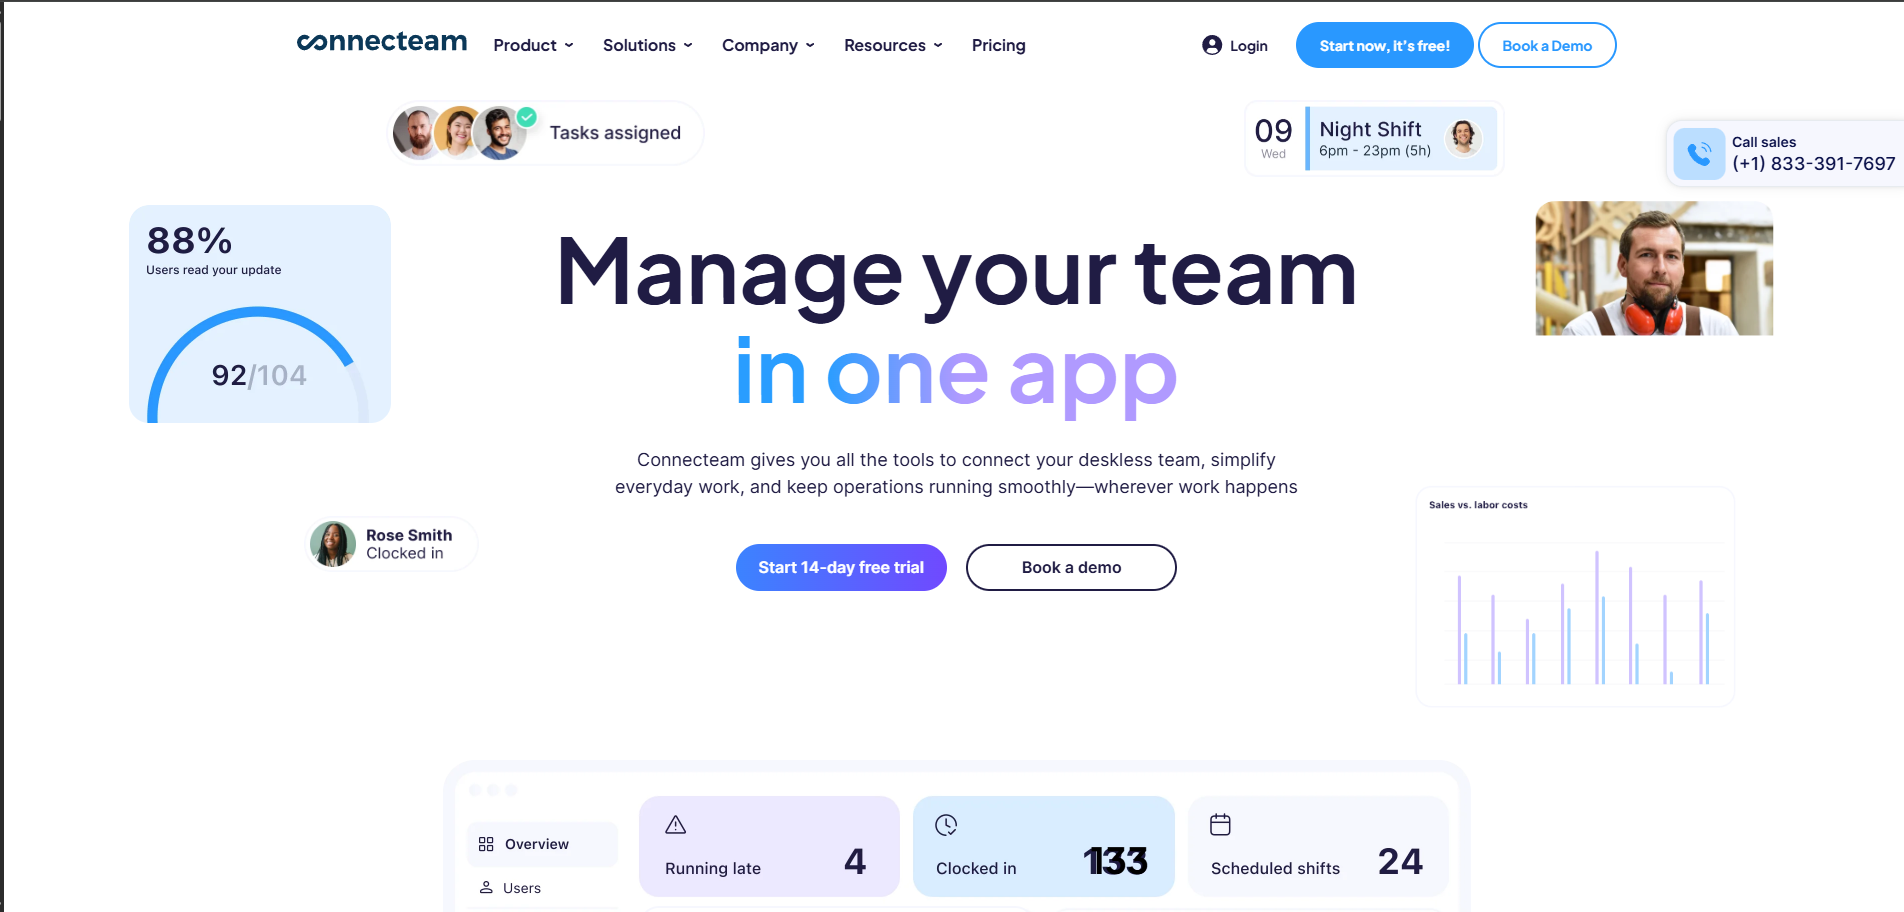 connecteam
Product
Solutions
Company
Resources
Pricing
Login
Start now, It's free!
Book a Demo
Tasks assigned
09
Wed
Night Shift
6pm - 23pm (5h)
Call sales
(+1) 833-391-7697
88%
Users read your update
92/104
Manage your team
in one app
Connecteam gives you all the tools to connect your deskless team, simplify
everyday work, and keep operations running smoothly—wherever work happens
Rose Smith
Clocked in
Start 14-day free trial
Book a demo
Sales vs. labor costs
Overview
Users
Running late
4
Clocked in
Scheduled shifts
24